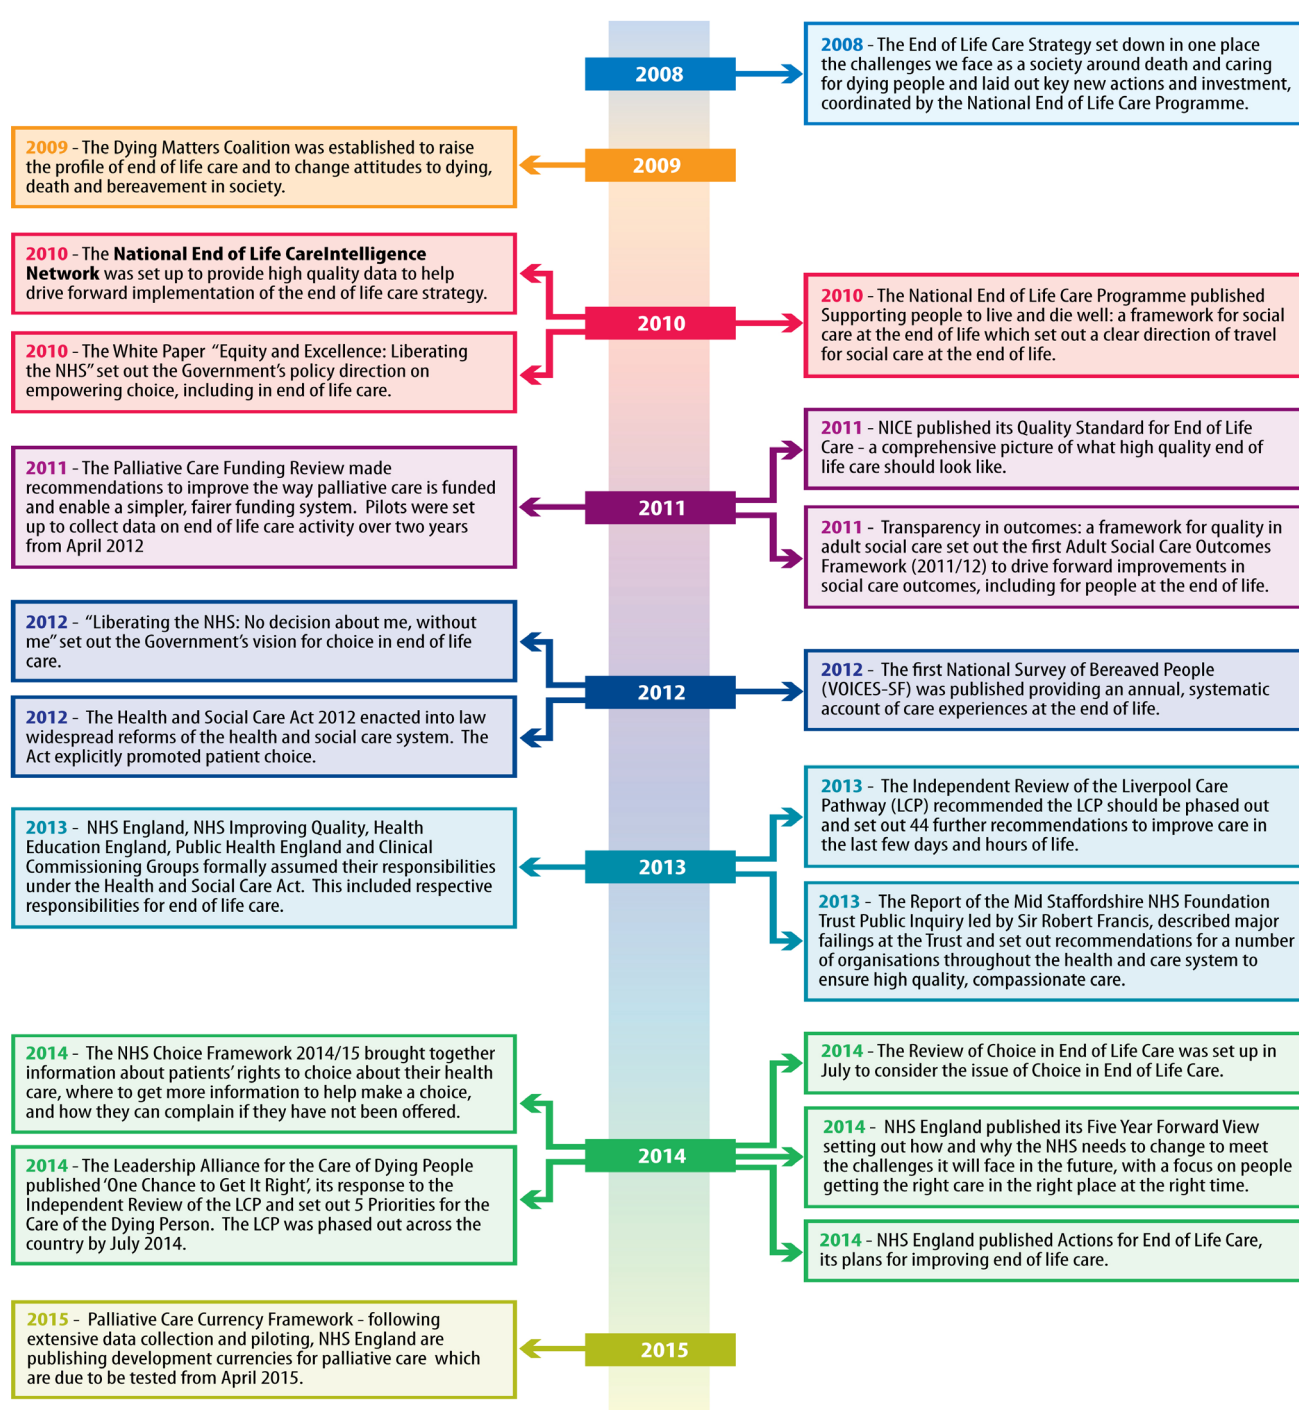 2008
2008 - The End of Life Care Strategy set down in one place
the challenges we face as a society around death and caring
for dying people and laid out key new actions and investment,
coordinated by the National End of Life Care Programme.
2009 - The Dying Matters Coalition was established to raise
the profile of end of life care and to change attitudes to dying,
death and bereavement in society.
2009
2010 - The National End of Life CareIntelligence
Network was set up to provide high quality data to help
drive forward implementation of the end of life care strategy.
2010 - The White Paper “Equity and Excellence: Liberating
the NHS” set out the Government’s policy direction on
empowering choice, including in end of life care.
2010
2010 - The National End of Life Care Programme published
Supporting people to live and die well: a framework for social
care at the end of life which set out a clear direction of travel
for social care at the end of life.
2011 - The Palliative Care Funding Review made
recommendations to improve the way palliative care is funded
and enable a simpler, fairer funding system. Pilots were set
up to collect data on end of life care activity over two years
from April 2012
2011
2011 - NICE published its Quality Standard for End of Life
Care - a comprehensive picture of what high quality end of
life care should look like.
2011 - Transparency in outcomes: a framework for quality in
adult social care set out the first Adult Social Care Outcomes
Framework (2011/12) to drive forward improvements in
social care outcomes, including for people at the end of life.
2012 - “Liberating the NHS: No decision about me, without
me” set out the Government’s vision for choice in end of life
care.
2012 - The Health and Social Care Act 2012 enacted into law
widespread reforms of the health and social care system. The
Act explicitly promoted patient choice.
2012
2012 - The first National Survey of Bereaved People
(VOICES-SF) was published providing an annual, systematic
account of care experiences at the end of life.
2013 - NHS England, NHS Improving Quality, Health
Education England, Public Health England and Clinical
Commissioning Groups formally assumed their responsibilities
under the Health and Social Care Act. This included respective
responsibilities for end of life care.
2013
2013 - The Independent Review of the Liverpool Care
Pathway (LCP) recommended the LCP should be phased out
and set out 44 further recommendations to improve care in
the last few days and hours of life.
2013 - The Report of the Mid Staffordshire NHS Foundation
Trust Public Inquiry led by Sir Robert Francis, described major
failings at the Trust and set out recommendations for a number
of organisations throughout the health and care system to
ensure high quality, compassionate care.
2014 - The NHS Choice Framework 2014/15 brought together
information about patients’ rights to choice about their health
care, where to get more information to help make a choice,
and how they can complain if they have not been offered.
2014 - The Leadership Alliance for the Care of Dying People
published ‘One Chance to Get It Right’, its response to the
Independent Review of the LCP and set out 5 Priorities for the
Care of the Dying Person. The LCP was phased out across the
country by July 2014.
2014
2014 - The Review of Choice in End of Life Care was set up in
July to consider the issue of Choice in End of Life Care.
2014 - NHS England published its Five Year Forward View
setting out how and why the NHS needs to change to meet
the challenges it will face in the future, with a focus on people
getting the right care in the right place at the right time.
2014 - NHS England published Actions for End of Life Care,
its plans for improving end of life care.
2015 - Palliative Care Currency Framework - following
extensive data collection and piloting, NHS England are
publishing development currencies for palliative care which
are due to be tested from April 2015.
2015